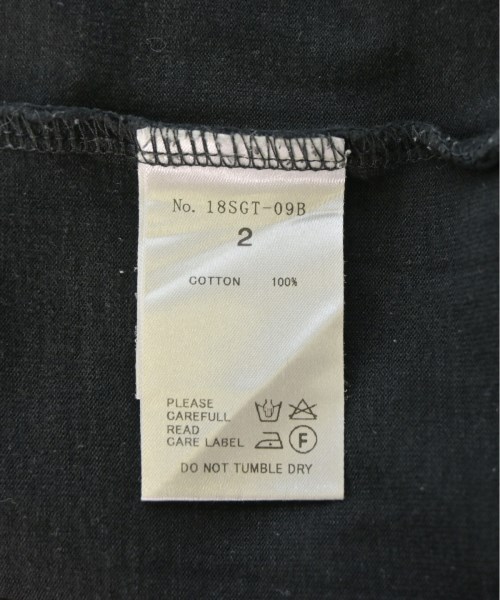 No. 18SGT-09B
2
COTTON 100%
PLEASE
CAREFULL
READ
CARE LABEL
F
DO NOT TUMBLE DRY